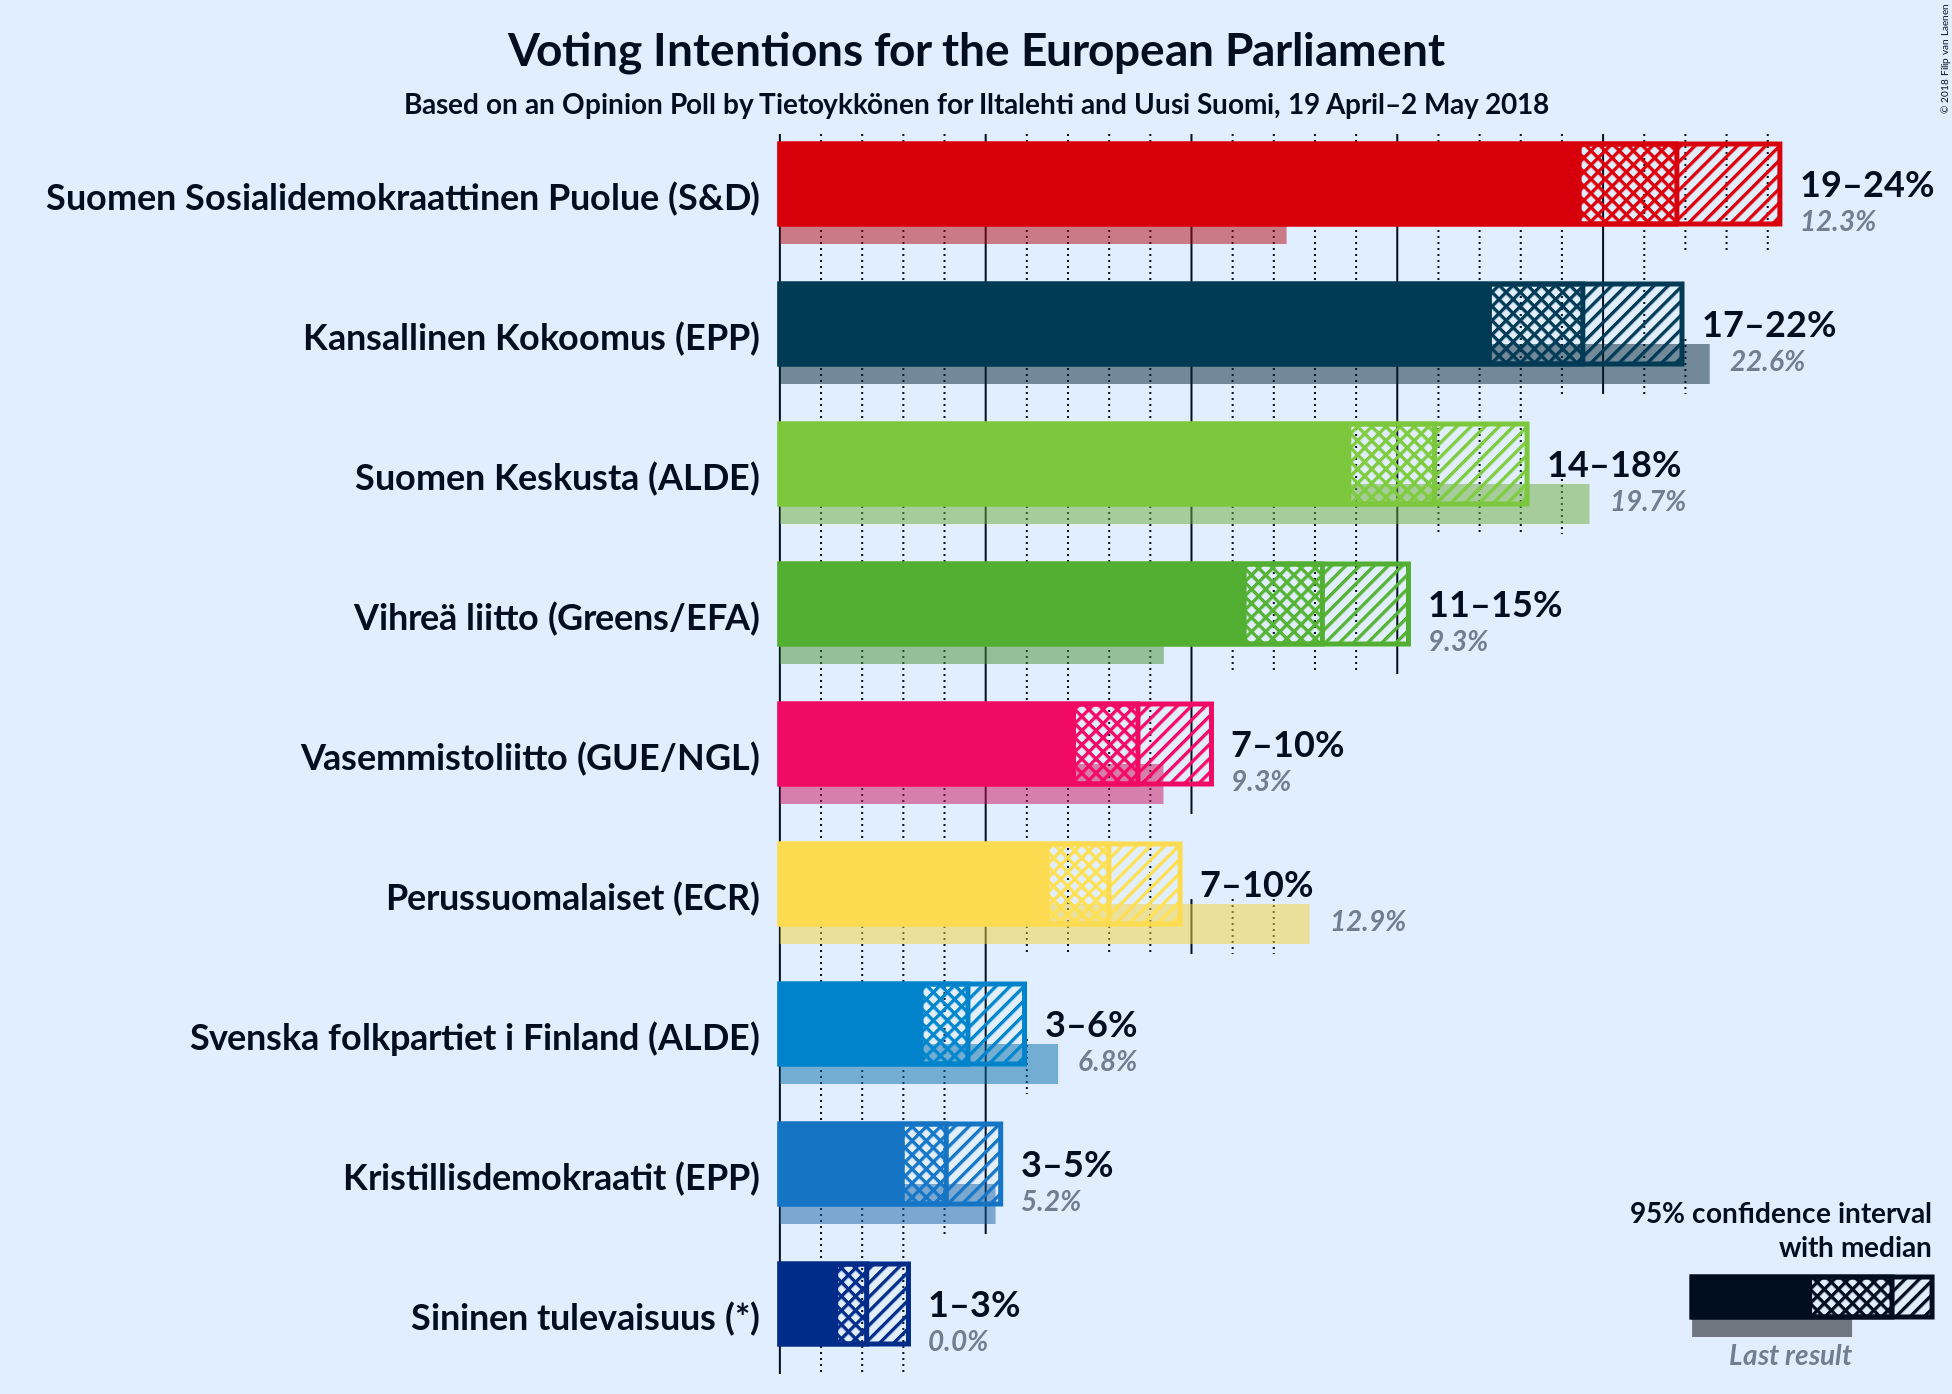 Voting Intentions for the European Parliament
Based on an Opinion Poll by Tietoykkönen for Iltalehti and Uusi Suomi, 19 April–2 May 2018
© 2018 Filip van Laenen
Suomen Sosialidemokraattinen Puolue (S&D)
19–24%
12.3%
Kansallinen Kokoomus (EPP)
17–22%
22.6%
Suomen Keskusta (ALDE)
14–18%
19.7%
Vihreä liitto (Greens/EFA)
11–15%
9.3%
Vasemmistoliitto (GUE/NGL)
7–10%
9.3%
Perussuomalaiset (ECR)
7–10%
12.9%
Svenska folkpartiet i Finland (ALDE)
3–6%
6.8%
Kristillisdemokraatit (EPP)
3–5%
5.2%
Sininen tulevaisuus (*)
1–3%
0.0%
95% confidence interval
with median
Last result